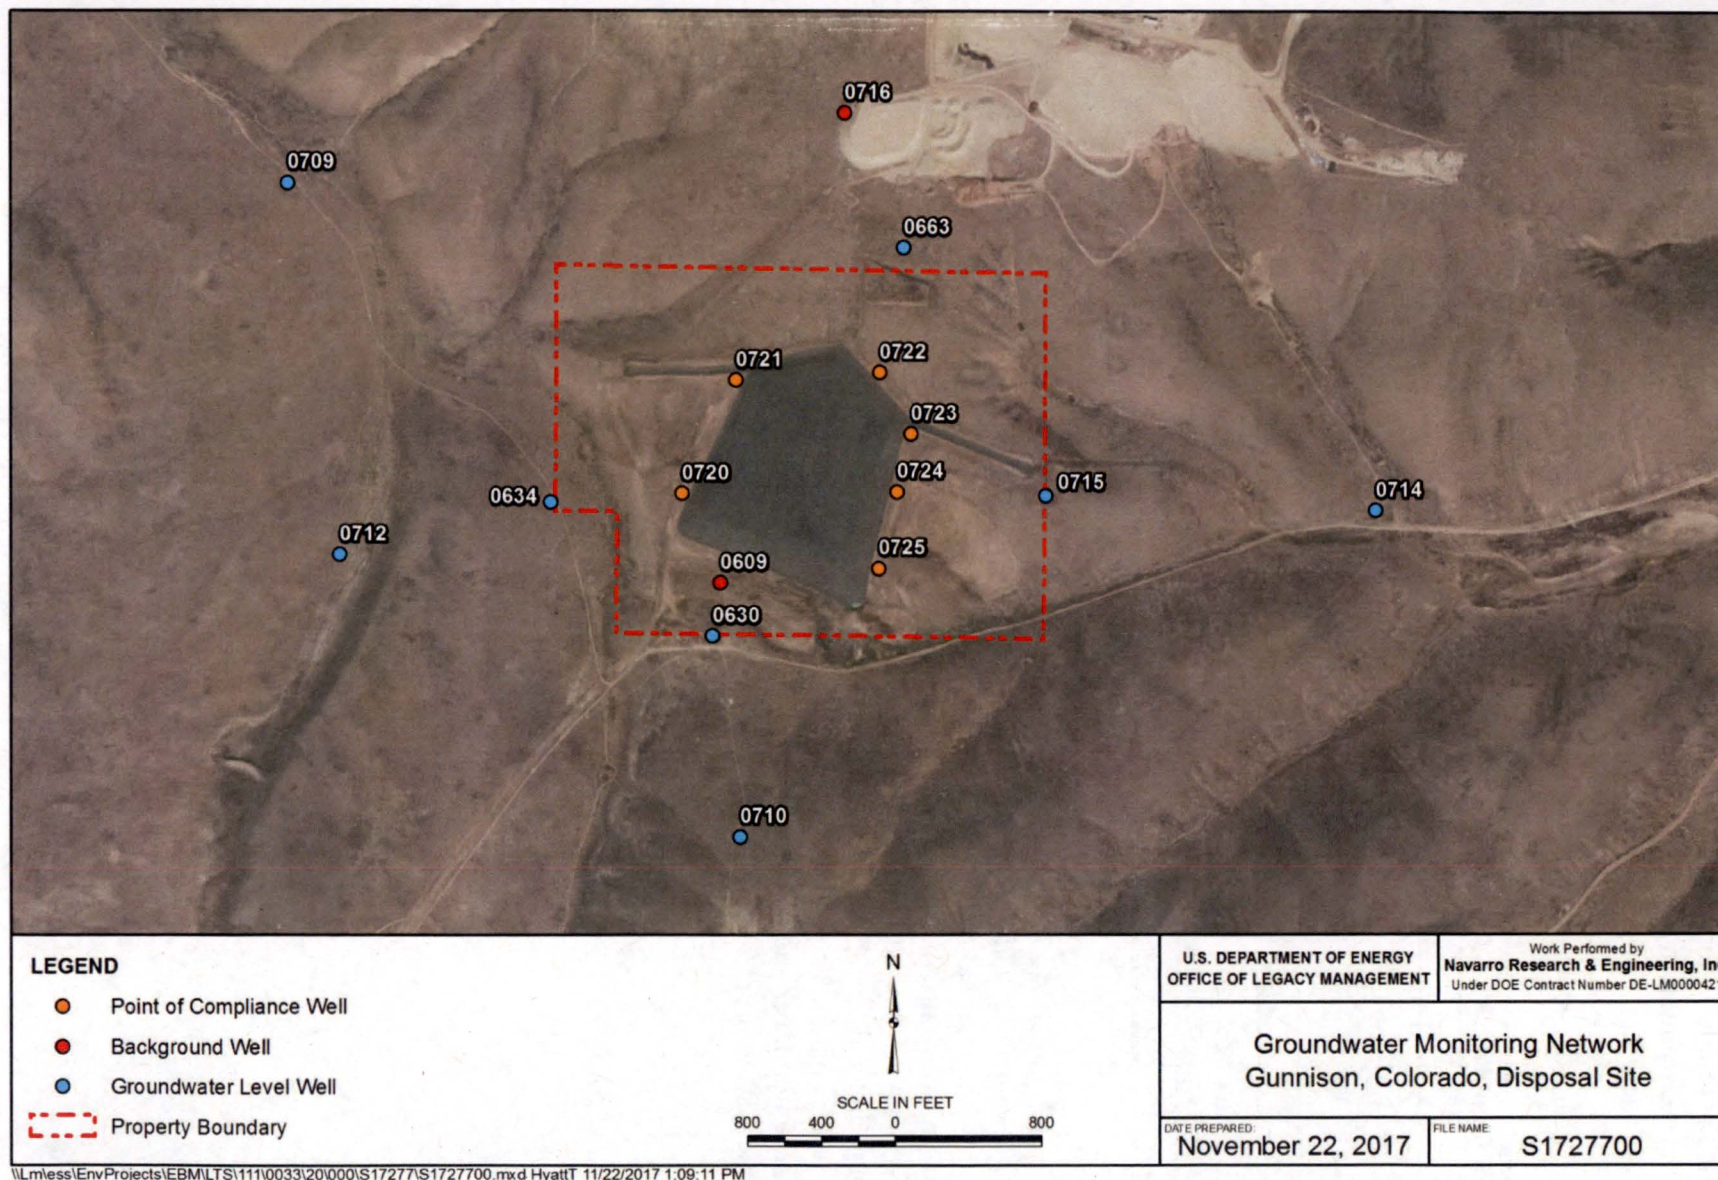 0716
0709
0663
0721
0722
0723
0720
0724
0634
0715
0714
0712
0725
0609
0630
0710
LEGEND
Point of Compliance Well
Background Well
Groundwater Level Well
Property Boundary
N
SCALE IN FEET
800 400 0 800
U.S. DEPARTMENT OF ENERGY
OFFICE OF LEGACY MANAGEMENT
Work Performed by
Navarro Research & Engineering, In
Under DOE Contract Number DE-LM000042
Groundwater Monitoring Network
Gunnison, Colorado, Disposal Site
DATE PREPARED:
November 22, 2017
FILE NAME:
S1727700
\\Lm\ess\EnvProjects\EBM\LTS\111\0033\20\000\S17277\S1727700.mxd HyattT 11/22/2017 1:09:11 PM